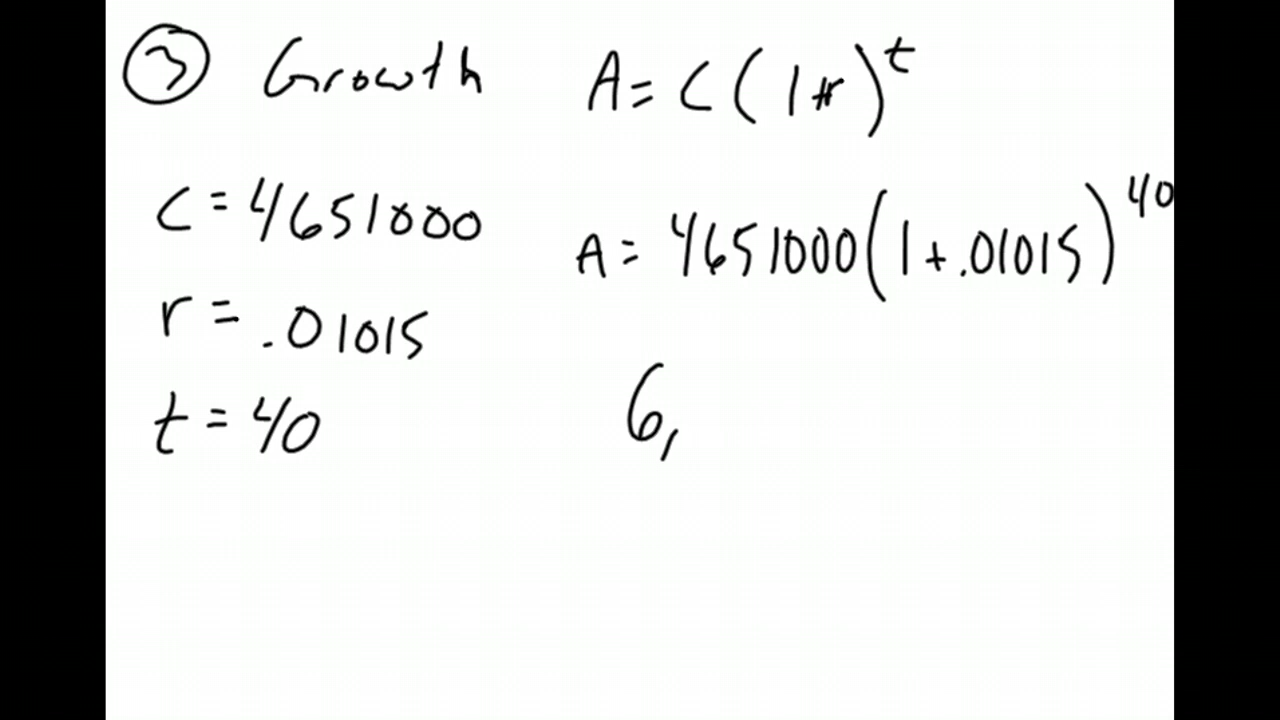 ③ Growth A = C(1+r)^t
C = 4651000
A = 4651000(1+.01015)^40
r = .01015
t = 40
6,